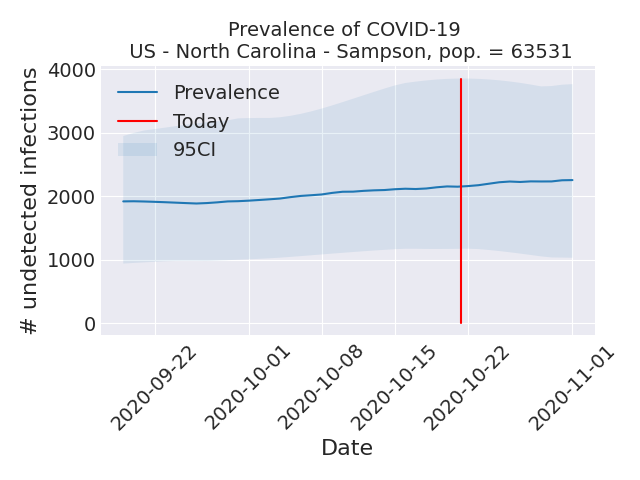 Prevalence of COVID-19
US - North Carolina - Sampson, pop. = 63531
# undetected infections
4000
3000
2000
1000
0
Prevalence
Today
95CI
2020-09-22
2020-10-01
2020-10-08
2020-10-15
2020-10-22
2020-11-01
Date